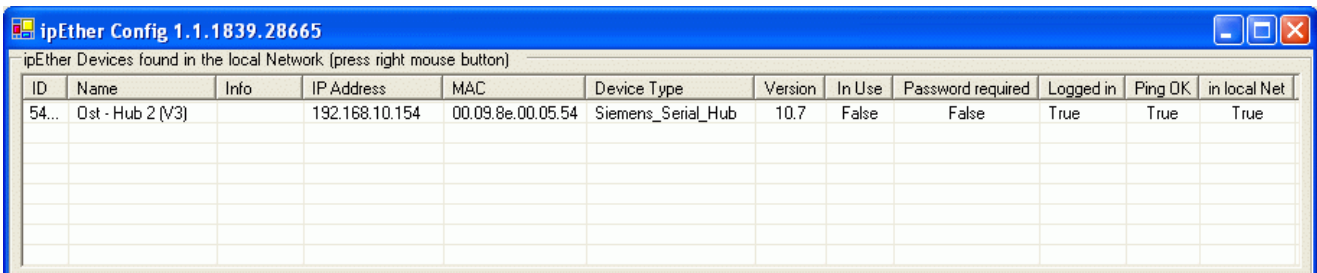 ipEther Config 1.1.1839.28665
ipEther Devices found in the local Network (press right mouse button)
ID Name Info IP Address MAC Device Type Version In Use Password required Logged in Ping OK in local Net
54... Ost - Hub 2 (V3) 192.168.10.154 00.09.8e.00.05.54 Siemens_Serial_Hub 10.7 False False True True True